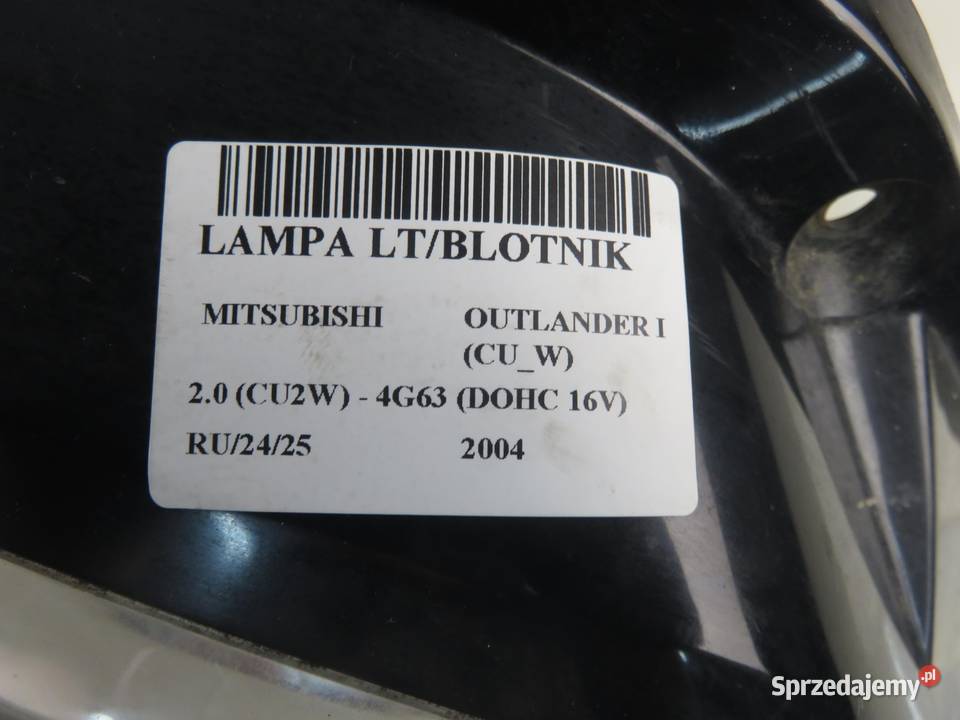 LAMPA LT/BLOTNIK
MITSUBISHI OUTLANDER I
(CU_W)
2.0 (CU2W) - 4G63 (DOHC 16V)
RU/24/25 2004
Sprzedajemy.pl